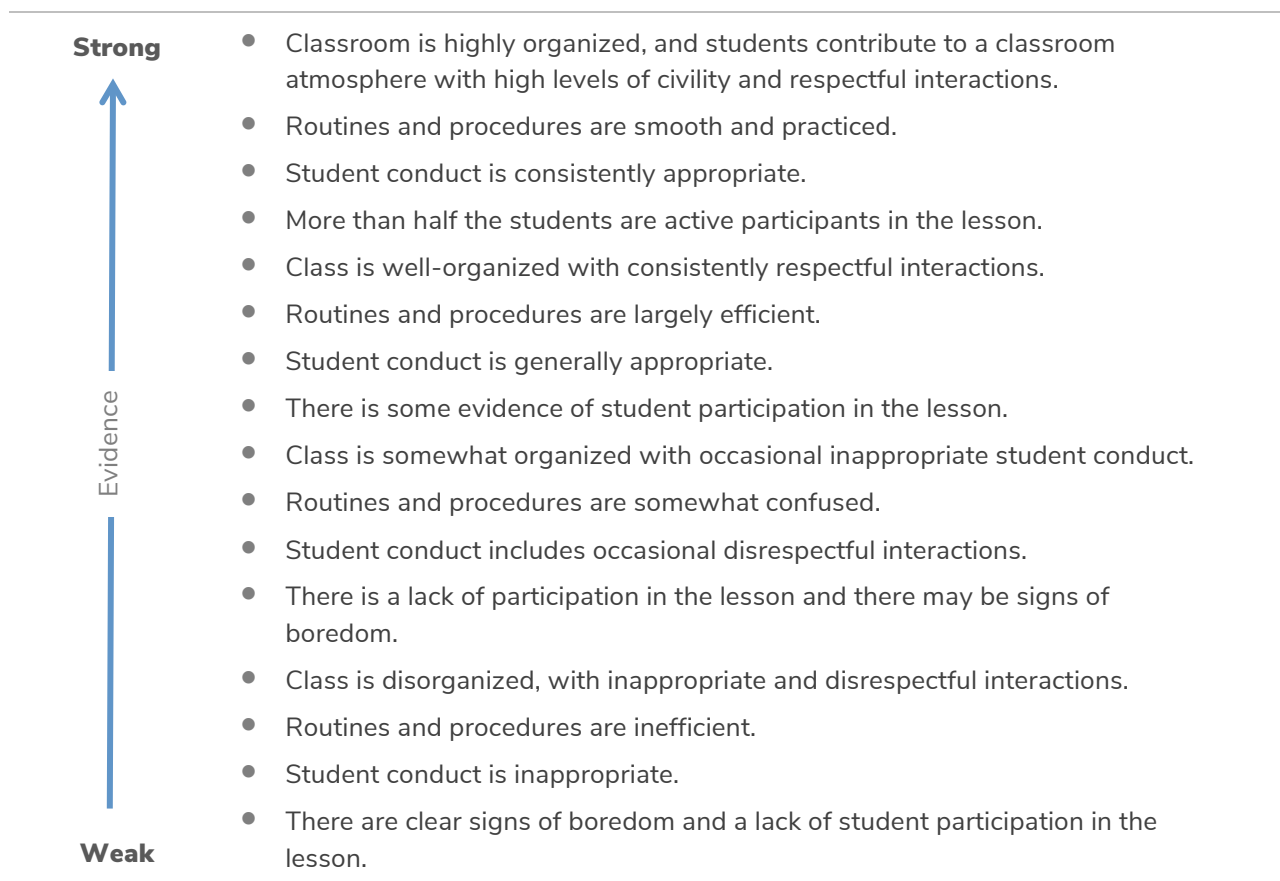 Strong
• Classroom is highly organized, and students contribute to a classroom
atmosphere with high levels of civility and respectful interactions.
• Routines and procedures are smooth and practiced.
• Student conduct is consistently appropriate.
• More than half the students are active participants in the lesson.
• Class is well-organized with consistently respectful interactions.
• Routines and procedures are largely efficient.
• Student conduct is generally appropriate.
Evidence
• There is some evidence of student participation in the lesson.
• Class is somewhat organized with occasional inappropriate student conduct.
• Routines and procedures are somewhat confused.
• Student conduct includes occasional disrespectful interactions.
• There is a lack of participation in the lesson and there may be signs of
boredom.
• Class is disorganized, with inappropriate and disrespectful interactions.
• Routines and procedures are inefficient.
• Student conduct is inappropriate.
• There are clear signs of boredom and a lack of student participation in the
lesson.
Weak